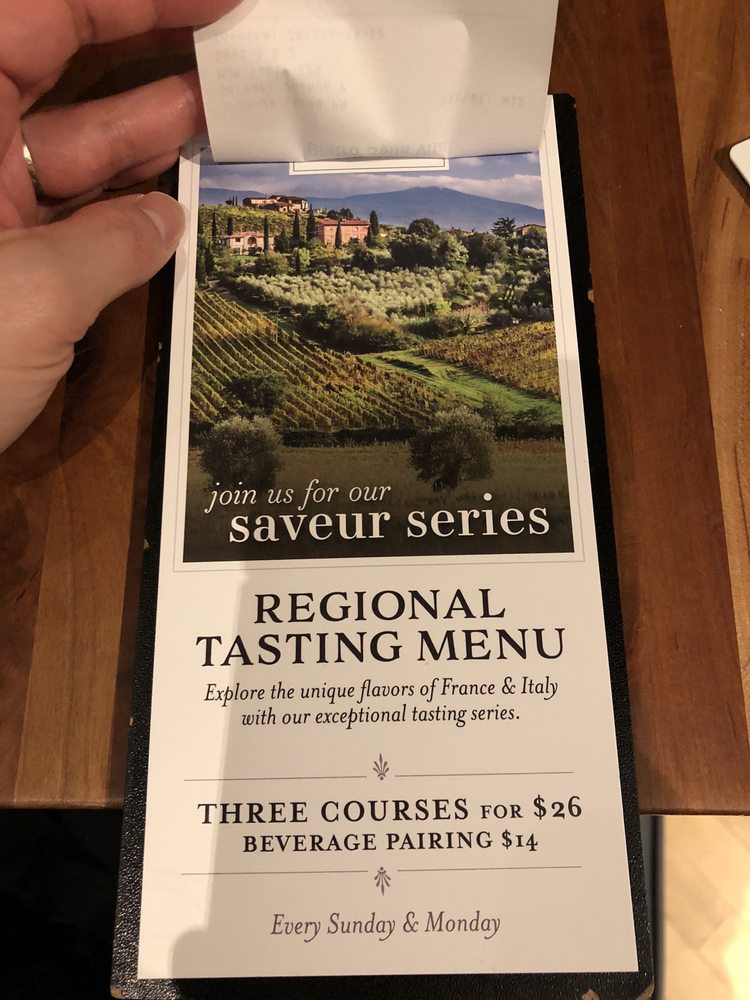 join us for our
saveur series
REGIONAL
TASTING MENU
Explore the unique flavors of France & Italy
with our exceptional tasting series.
THREE COURSES FOR $26
BEVERAGE PAIRING $14
Every Sunday & Monday